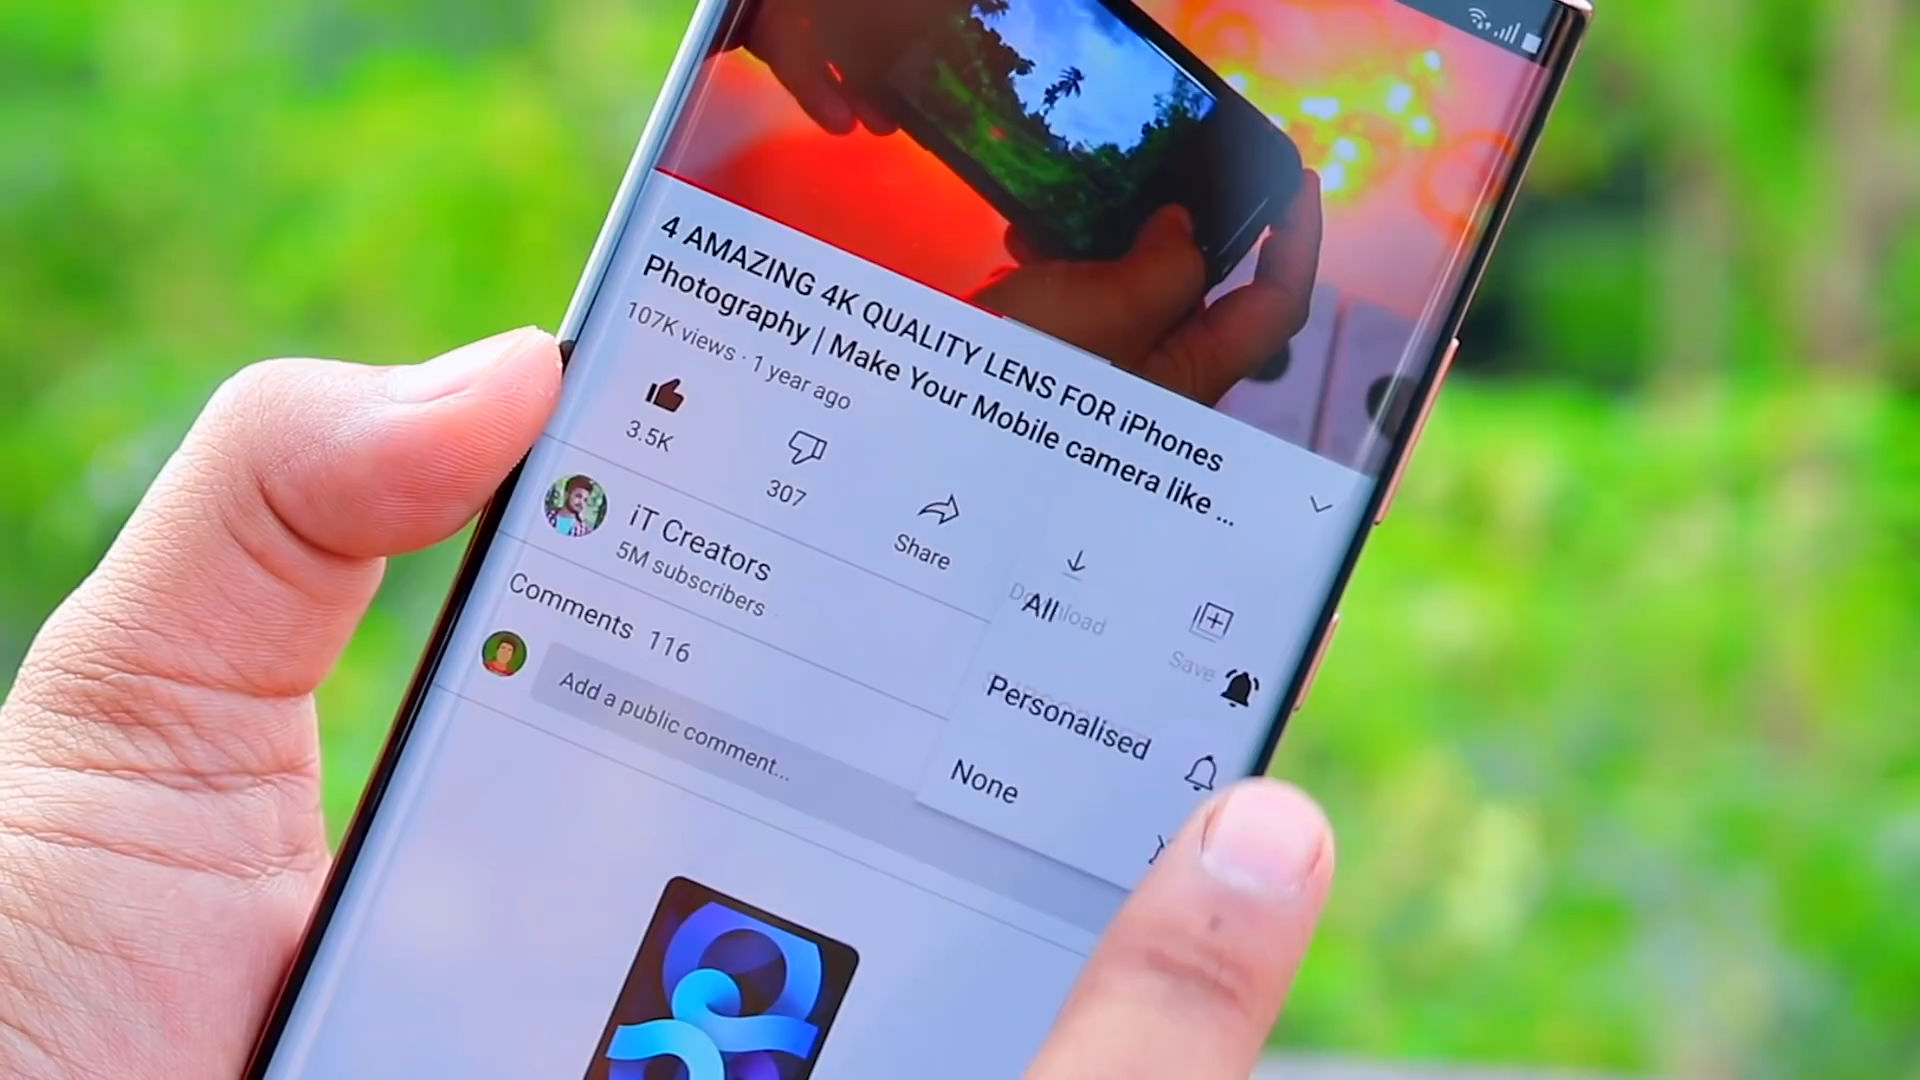 4 AMAZING 4K QUALITY LENS FOR iPhones
Photography | Make Your Mobile camera like ...
107K views · 1 year ago
3.5K
307
Share
Download
Save
iT Creators
5M subscribers
All
Personalised
None
Comments 116
Add a public comment...